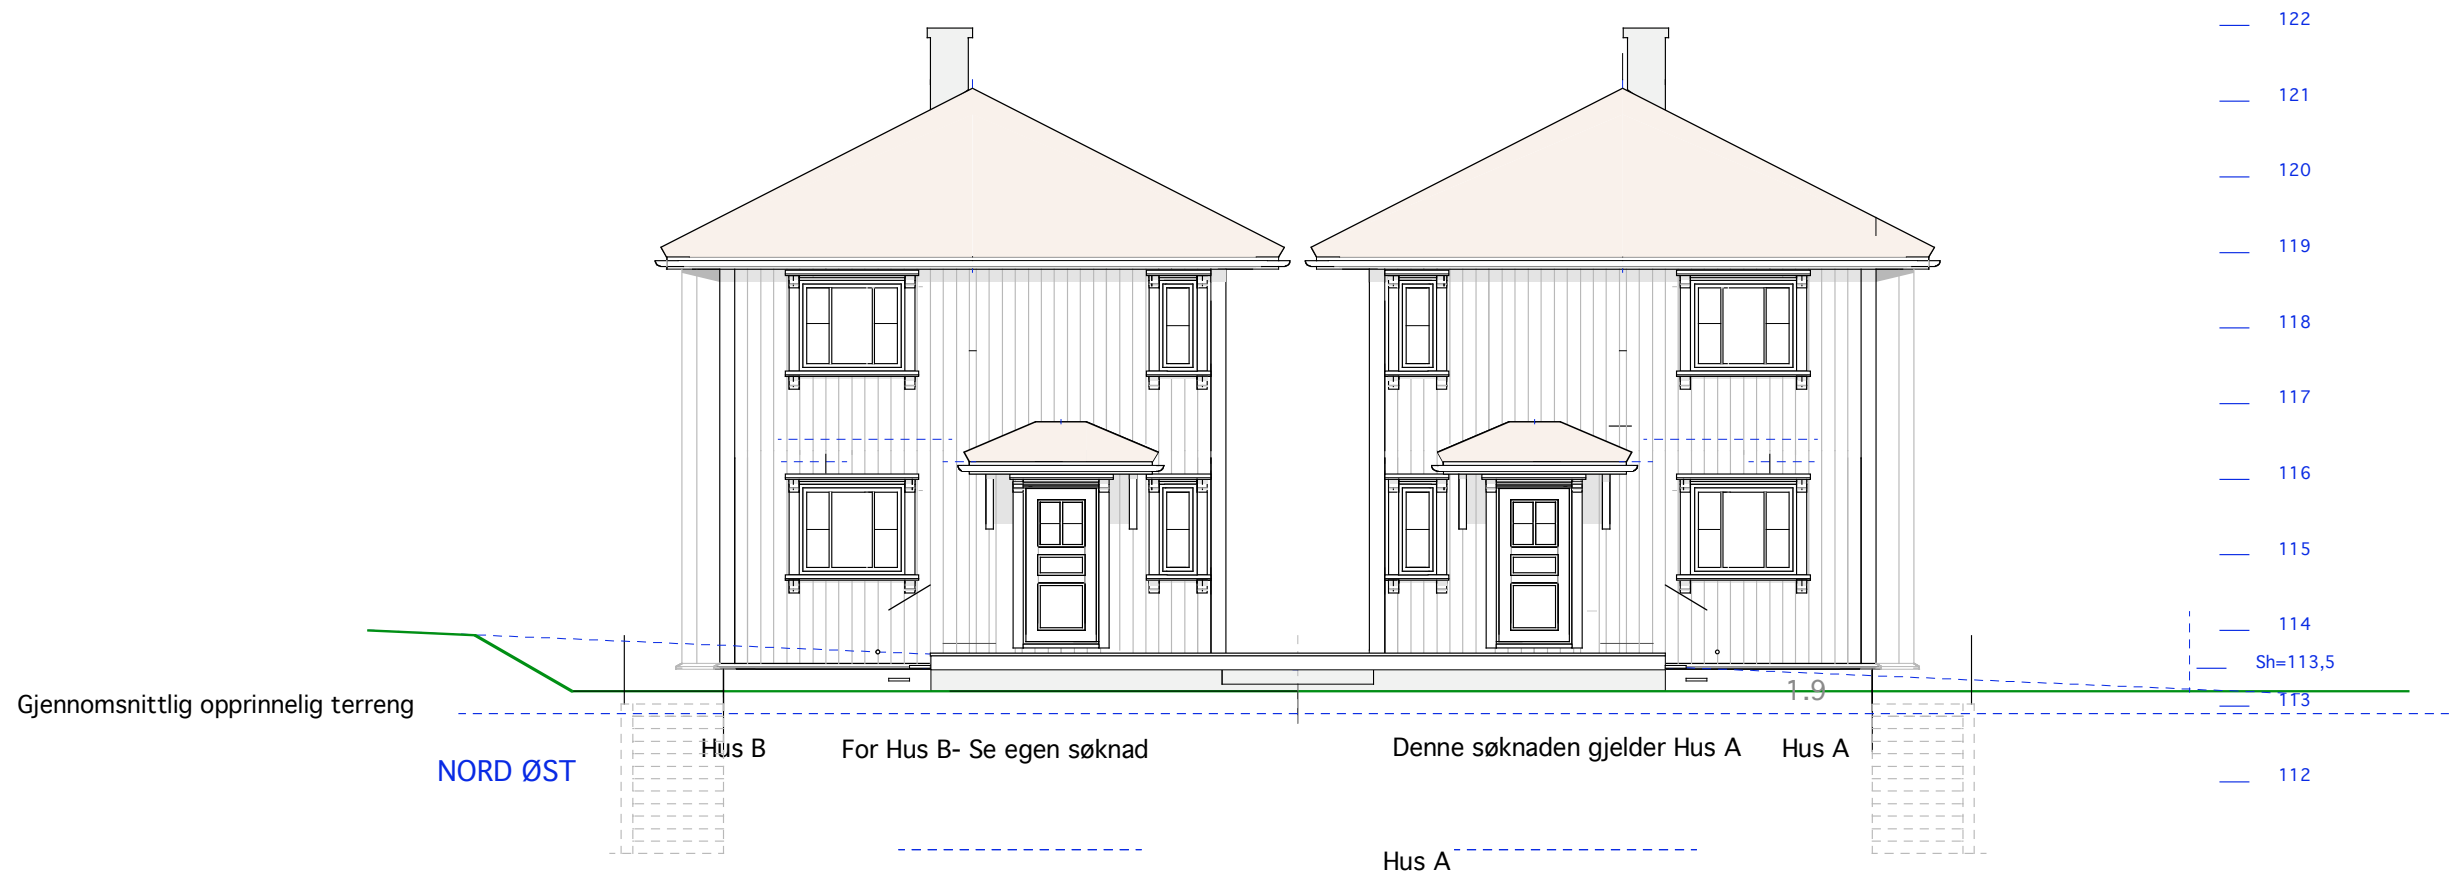 122
121
120
119
118
117
116
115
114
Sh=113,5
1.9
113
Gjennomsnittlig opprinnelig terreng
Hus B
For Hus B- Se egen søknad
Denne søknaden gjelder Hus A
Hus A
NORD ØST
112
Hus A